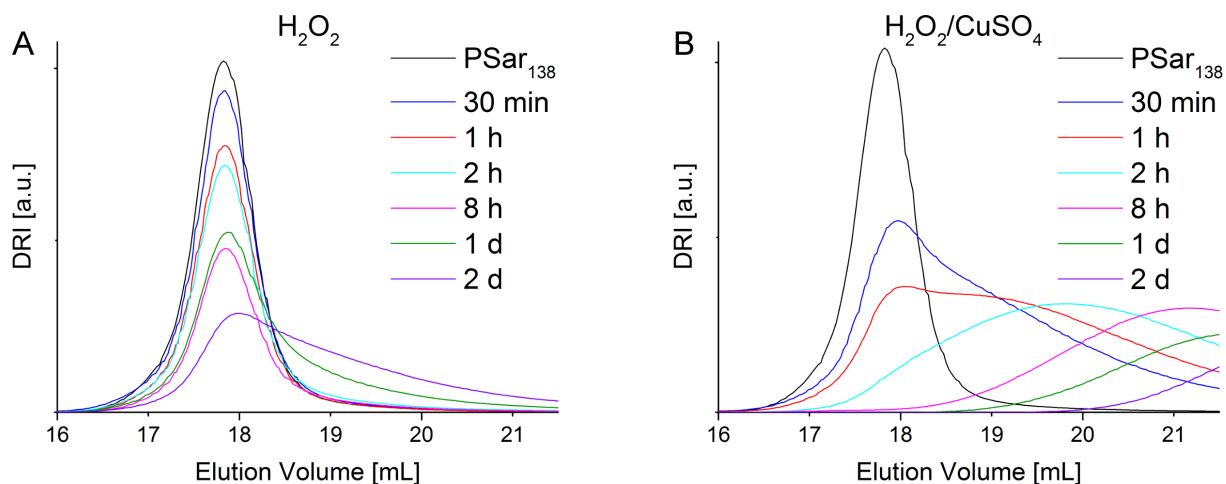 A
H₂O₂
DRI [a.u.]
PSar₁₃₈
30 min
1 h
2 h
8 h
1 d
2 d
16 17 18 19 20 21
Elution Volume [mL]
B
H₂O₂/CuSO₄
DRI [a.u.]
PSar₁₃₈
30 min
1 h
2 h
8 h
1 d
2 d
16 17 18 19 20 21
Elution Volume [mL]